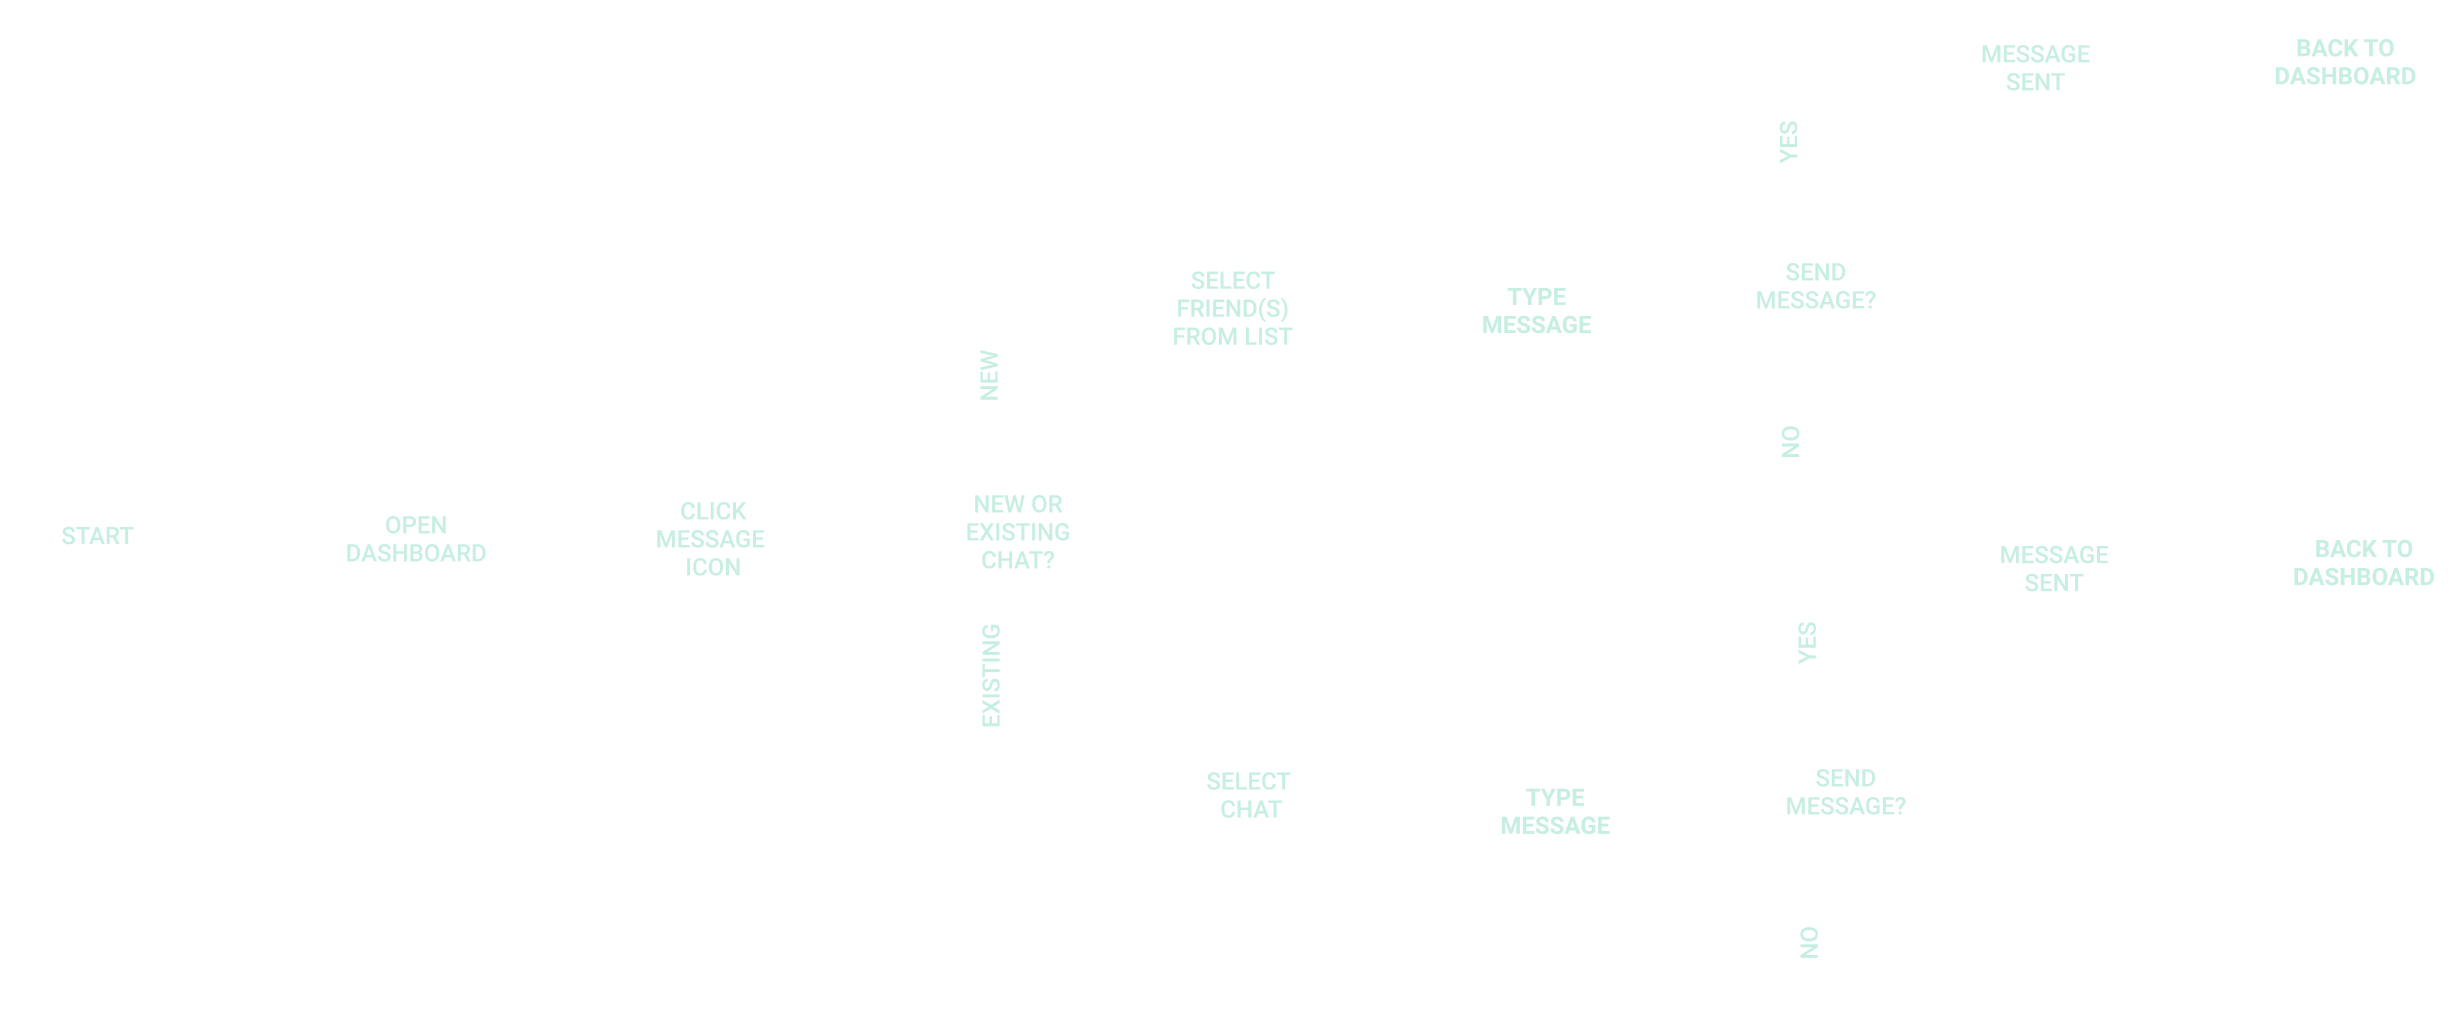 START
OPEN
DASHBOARD
CLICK
MESSAGE
ICON
NEW OR
EXISTING
CHAT?
NEW
SELECT
FRIEND(S)
FROM LIST
TYPE
MESSAGE
SEND
MESSAGE?
YES
MESSAGE
SENT
BACK TO
DASHBOARD
NO
EXISTING
SELECT
CHAT
TYPE
MESSAGE
SEND
MESSAGE?
YES
MESSAGE
SENT
BACK TO
DASHBOARD
NO